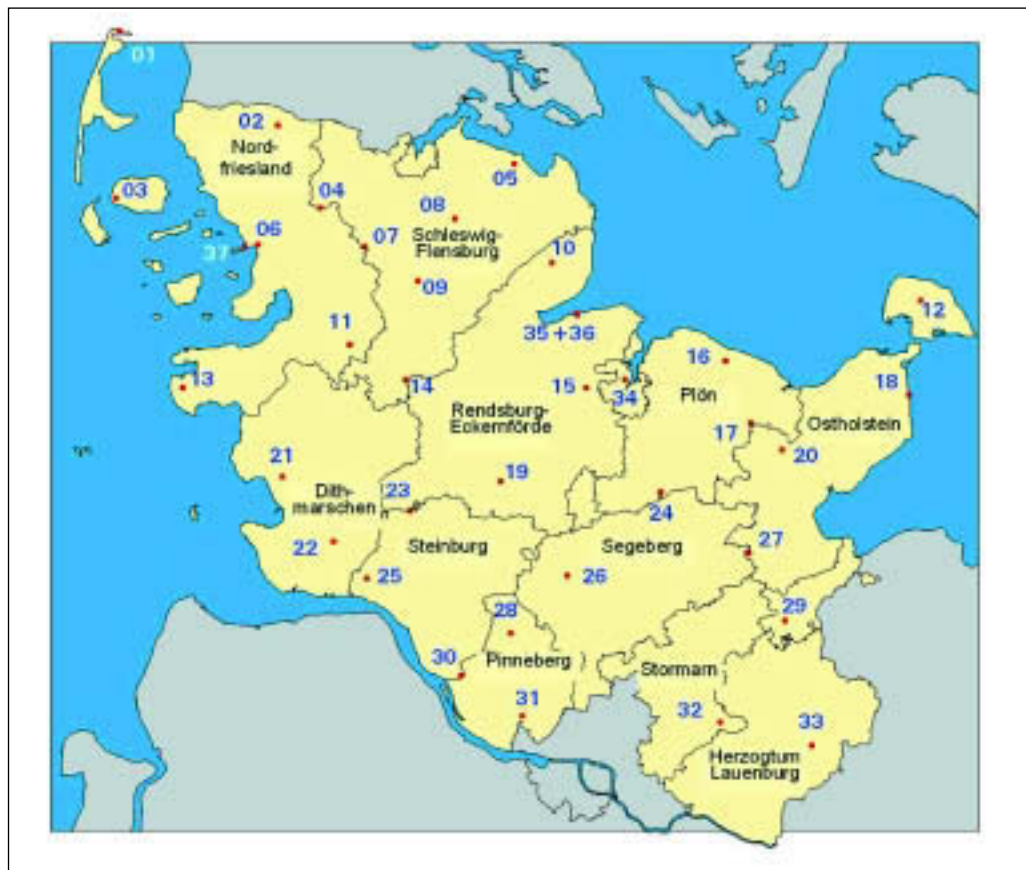 01
02
Nord-
friesland
03
04
05
08
06
37
07
Schleswig-
Flensburg
10
09
12
11
35 + 36
16
13
14
15
34
Plön
18
Rendsburg-
Eckernförde
Ostholstein
17
20
21
19
Dith-
marschen
23
24
22
Steinburg
Segeberg
27
25
26
28
29
30
Pinneberg
Stormarn
31
32
33
Herzogtum
Lauenburg